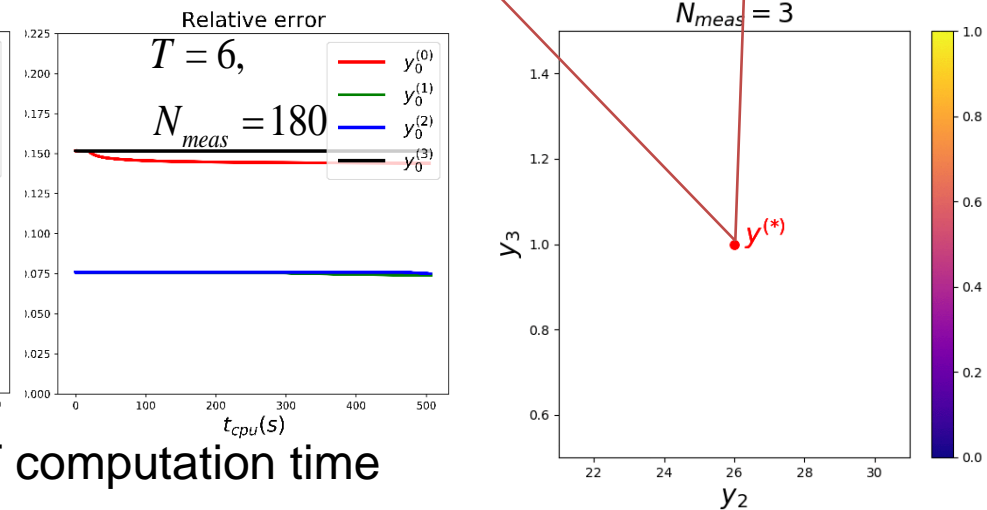 Relative error
T = 6,
N_meas = 180
y_0^(0)
y_0^(1)
y_0^(2)
y_0^(3)
.225
.200
.175
.150
.125
.100
.075
.050
.025
.000
0 100 200 300 400 500
t_cpu(s)
computation time
N_meas = 3
y_3
1.4
1.2
1.0
0.8
0.6
y^(*)
22 24 26 28 30
y_2
1.0
0.8
0.6
0.4
0.2
0.0